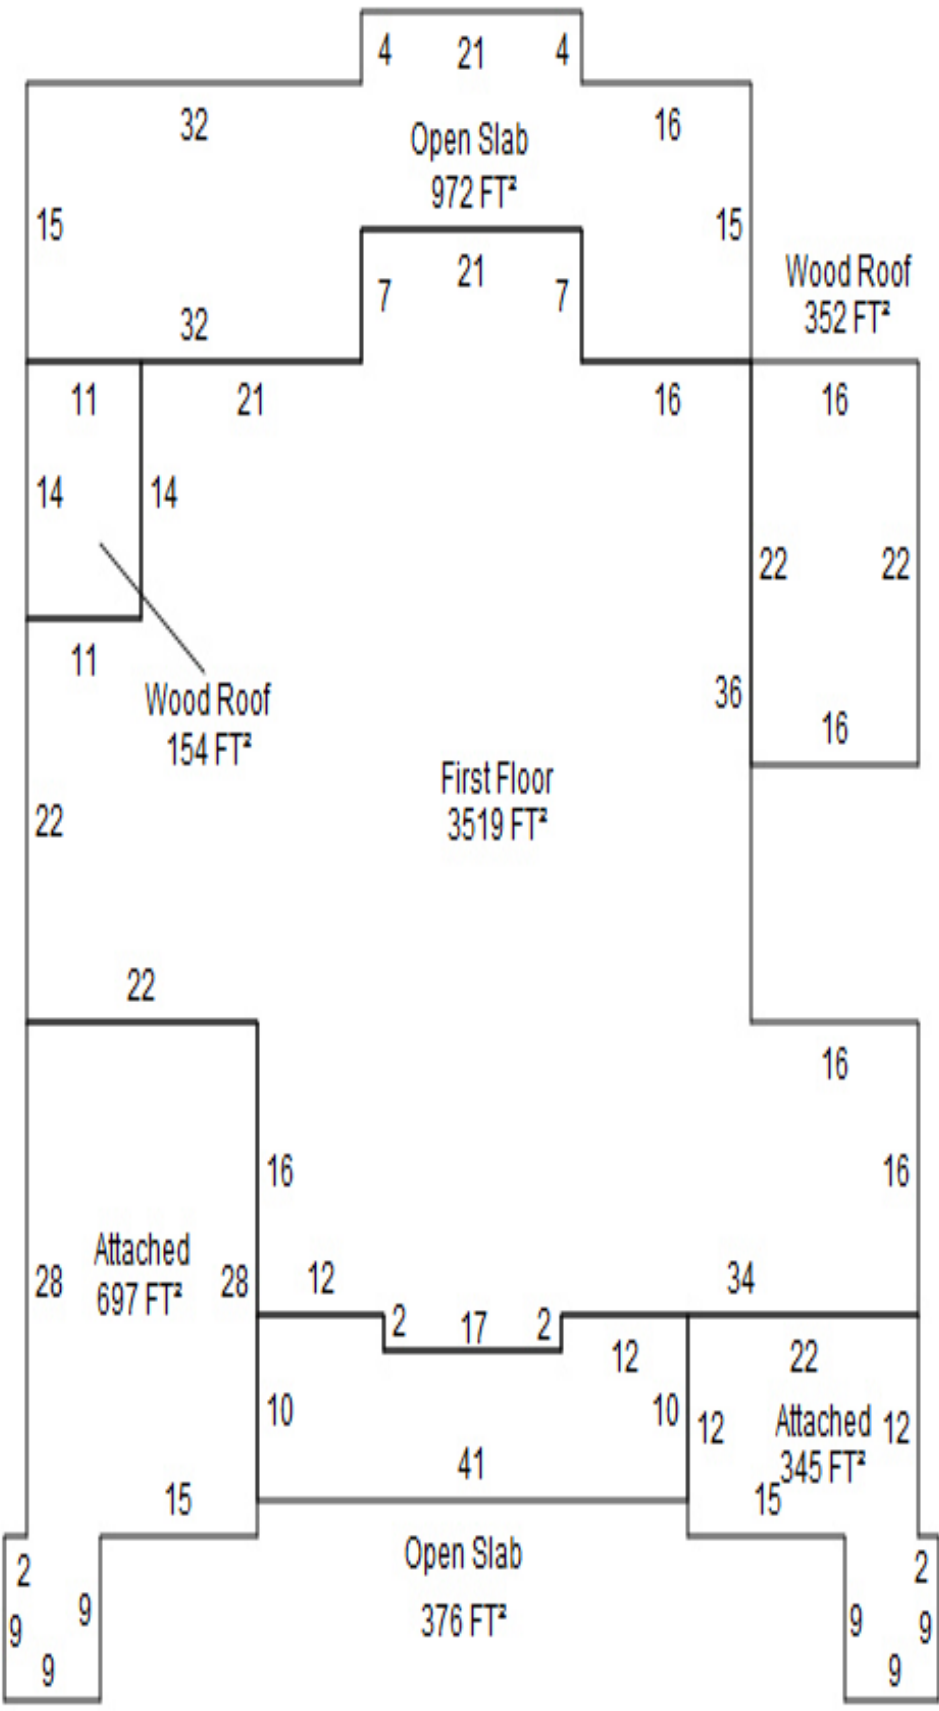 4 21 4
32 16
Open Slab
972 FT²
15 15
21
7 7
32
Wood Roof
352 FT²
11 21 16 16
14 14
22 22
11
36
Wood Roof
154 FT²
16
First Floor
3519 FT²
22
22
16
16 16
Attached
697 FT²
28 28
12 34
2 17 2
12 22
10 10
12 12
Attached
345 FT²
41
15 15
Open Slab
376 FT²
2 2
9 9 9 9
9 9